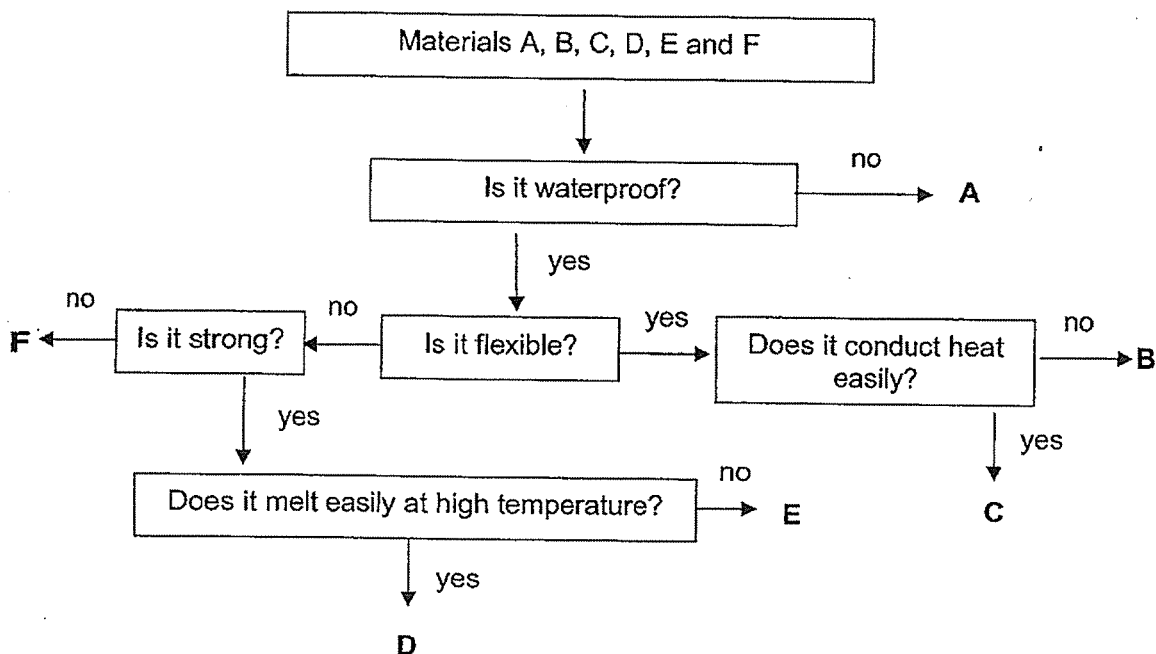 Materials A, B, C, D, E and F
no
Is it waterproof?
A
yes
no
no
yes
no
F
Is it strong?
Is it flexible?
Does it conduct heat
easily?
B
yes
yes
no
Does it melt easily at high temperature?
E
C
yes
D